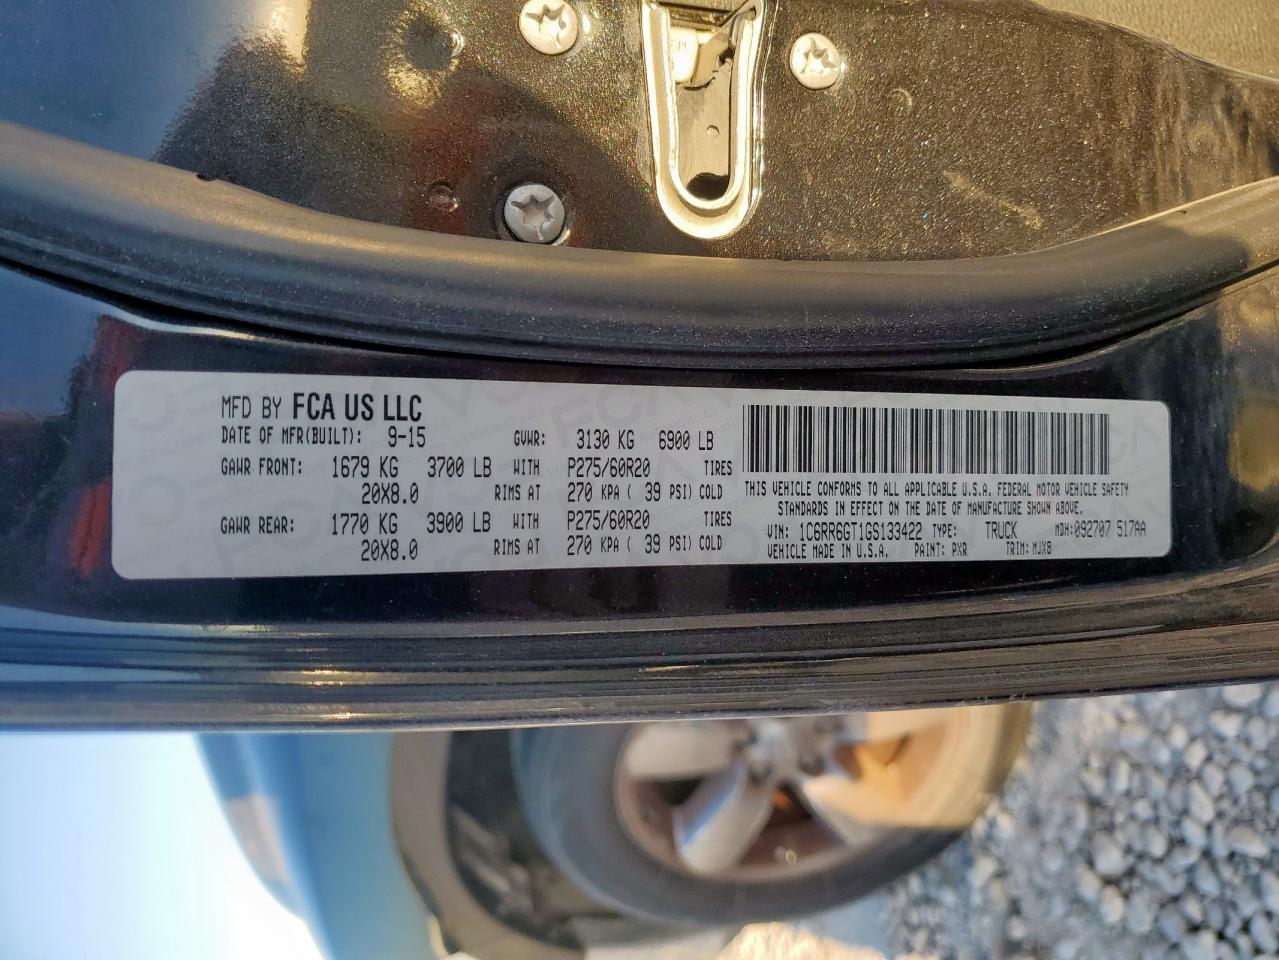 MFD BY FCA US LLC
DATE OF MFR(BUILT): 9-15 GVWR: 3130 KG 6900 LB
GAWR FRONT: 1679 KG 3700 LB WITH P275/60R20 TIRES
20X8.0 RIMS AT 270 KPA ( 39 PSI) COLD
GAWR REAR: 1770 KG 3900 LB WITH P275/60R20 TIRES
20X8.0 RIMS AT 270 KPA ( 39 PSI) COLD
THIS VEHICLE CONFORMS TO ALL APPLICABLE U.S.A. FEDERAL MOTOR VEHICLE SAFETY
STANDARDS IN EFFECT ON THE DATE OF MANUFACTURE SHOWN ABOVE.
VIN: 1C6RR6GT1GS133422 TYPE: TRUCK MDH:092707 517AA
VEHICLE MADE IN U.S.A. PAINT: PXR TRIM: MJX8